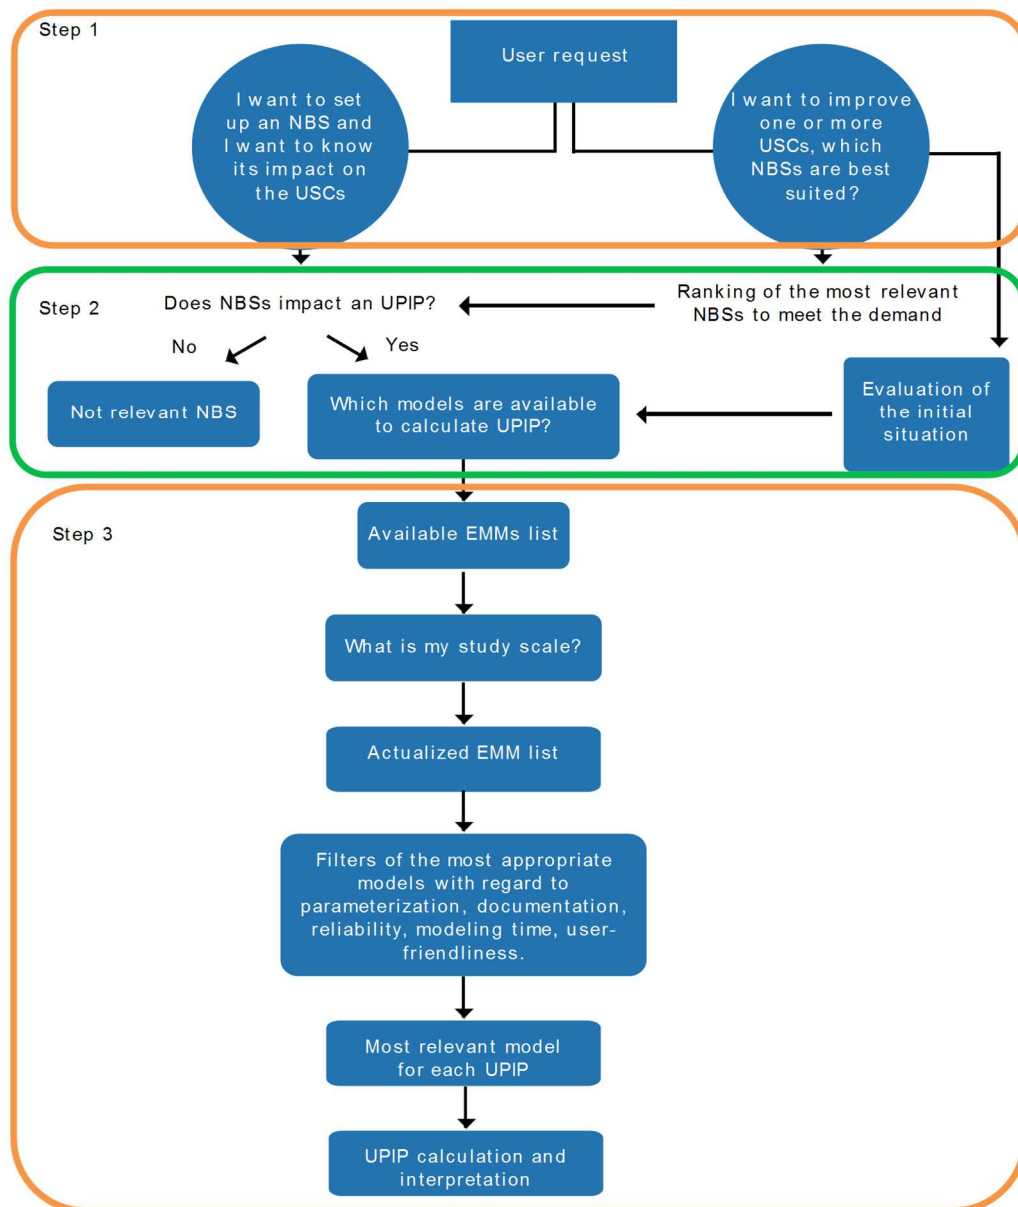 Step 1
User request
I want to set
up an NBS and
I want to know
its impact on
the USCs
I want to improve
one or more
USCs, which
NBSs are best
suited?
Step 2
Does NBSs impact an UPIP?
Ranking of the most relevant
NBSs to meet the demand
No
Yes
Not relevant NBS
Which models are available
to calculate UPIP?
Evaluation of
the initial
situation
Step 3
Available EMMs list
What is my study scale?
Actualized EMM list
Filters of the most appropriate
models with regard to
parameterization, documentation,
reliability, modeling time, user-
friendliness.
Most relevant model
for each UPIP
UPIP calculation and
interpretation